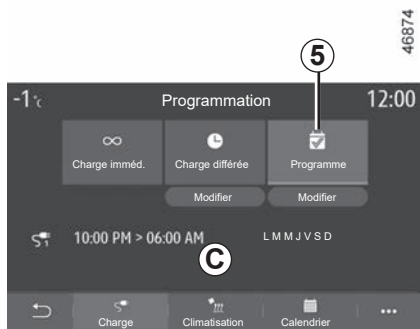 46874
5
-1°c Programmation 12:00
∞
Charge imméd. Charge différée Programme
Modifier Modifier
10:00 PM > 06:00 AM L M M J V S D
C
Charge Climatisation Calendrier ...